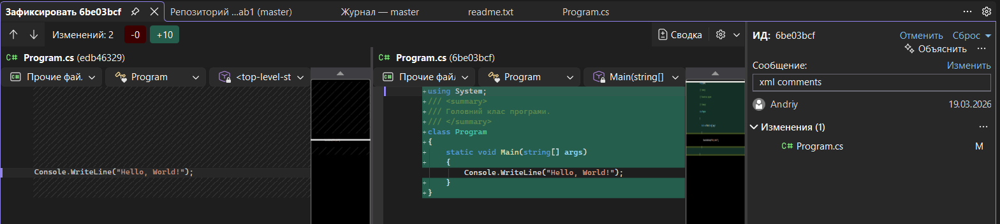 Зафиксировать 6be03bcf
Репозиторий ...ab1 (master)
Журнал — master
readme.txt
Program.cs
Изменений: 2
-0
+10
Сводка
C# Program.cs (edb46329)
Прочие фай.
Program
<top-level-st
Console.WriteLine("Hello, World!");
C# Program.cs (6be03bcf)
Прочие фай.
Program
Main(string[]
+using System;
+/// <summary>
+/// Головний клас програми.
+/// </summary>
+class Program
+{
+    static void Main(string[] args)
+    {
        Console.WriteLine("Hello, World!");
+    }
+}
ИД: 6be03bcf
Отменить
Сброс
Объяснить
Сообщение:
Изменить
xml comments
Andriy
19.03.2026
Изменения (1)
C# Program.cs
M